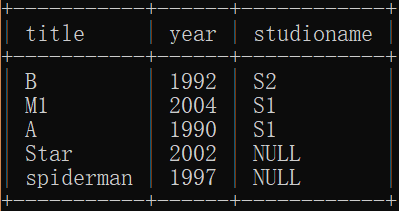 title year studioname
B 1992 S2
M1 2004 S1
A 1990 S1
Star 2002 NULL
spiderman 1997 NULL